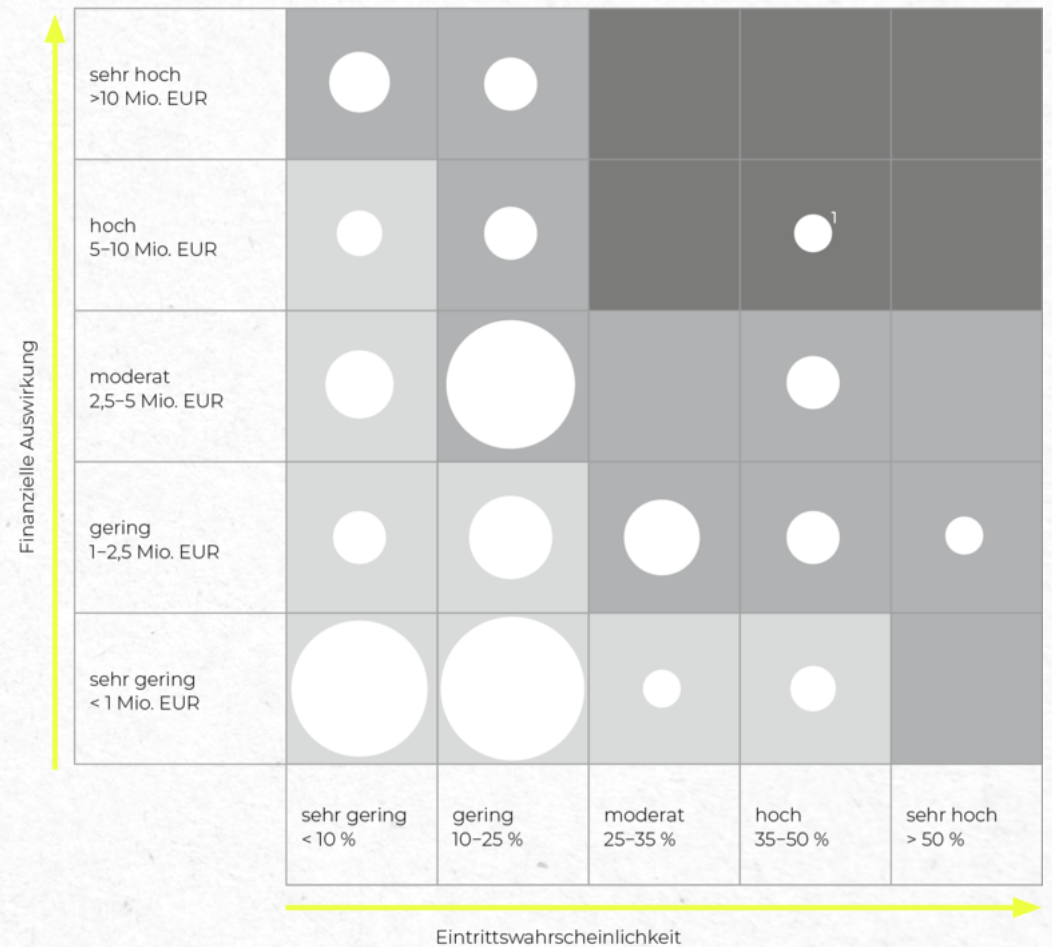 sehr hoch
>10 Mio. EUR
hoch
5–10 Mio. EUR
1
moderat
2,5–5 Mio. EUR
Finanzielle Auswirkung
gering
1–2,5 Mio. EUR
sehr gering
< 1 Mio. EUR
sehr gering
< 10 %
gering
10–25 %
moderat
25–35 %
hoch
35–50 %
sehr hoch
> 50 %
Eintrittswahrscheinlichkeit